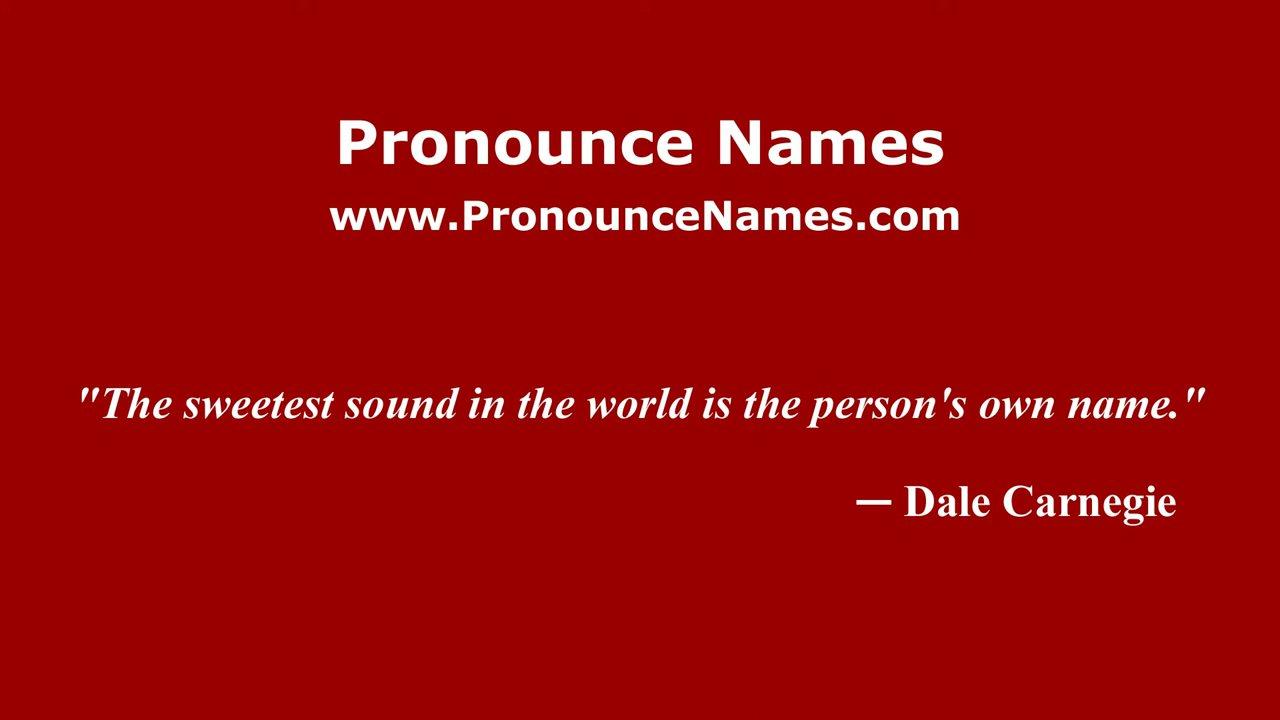 Pronounce Names
www.PronounceNames.com
"The sweetest sound in the world is the person's own name."
— Dale Carnegie